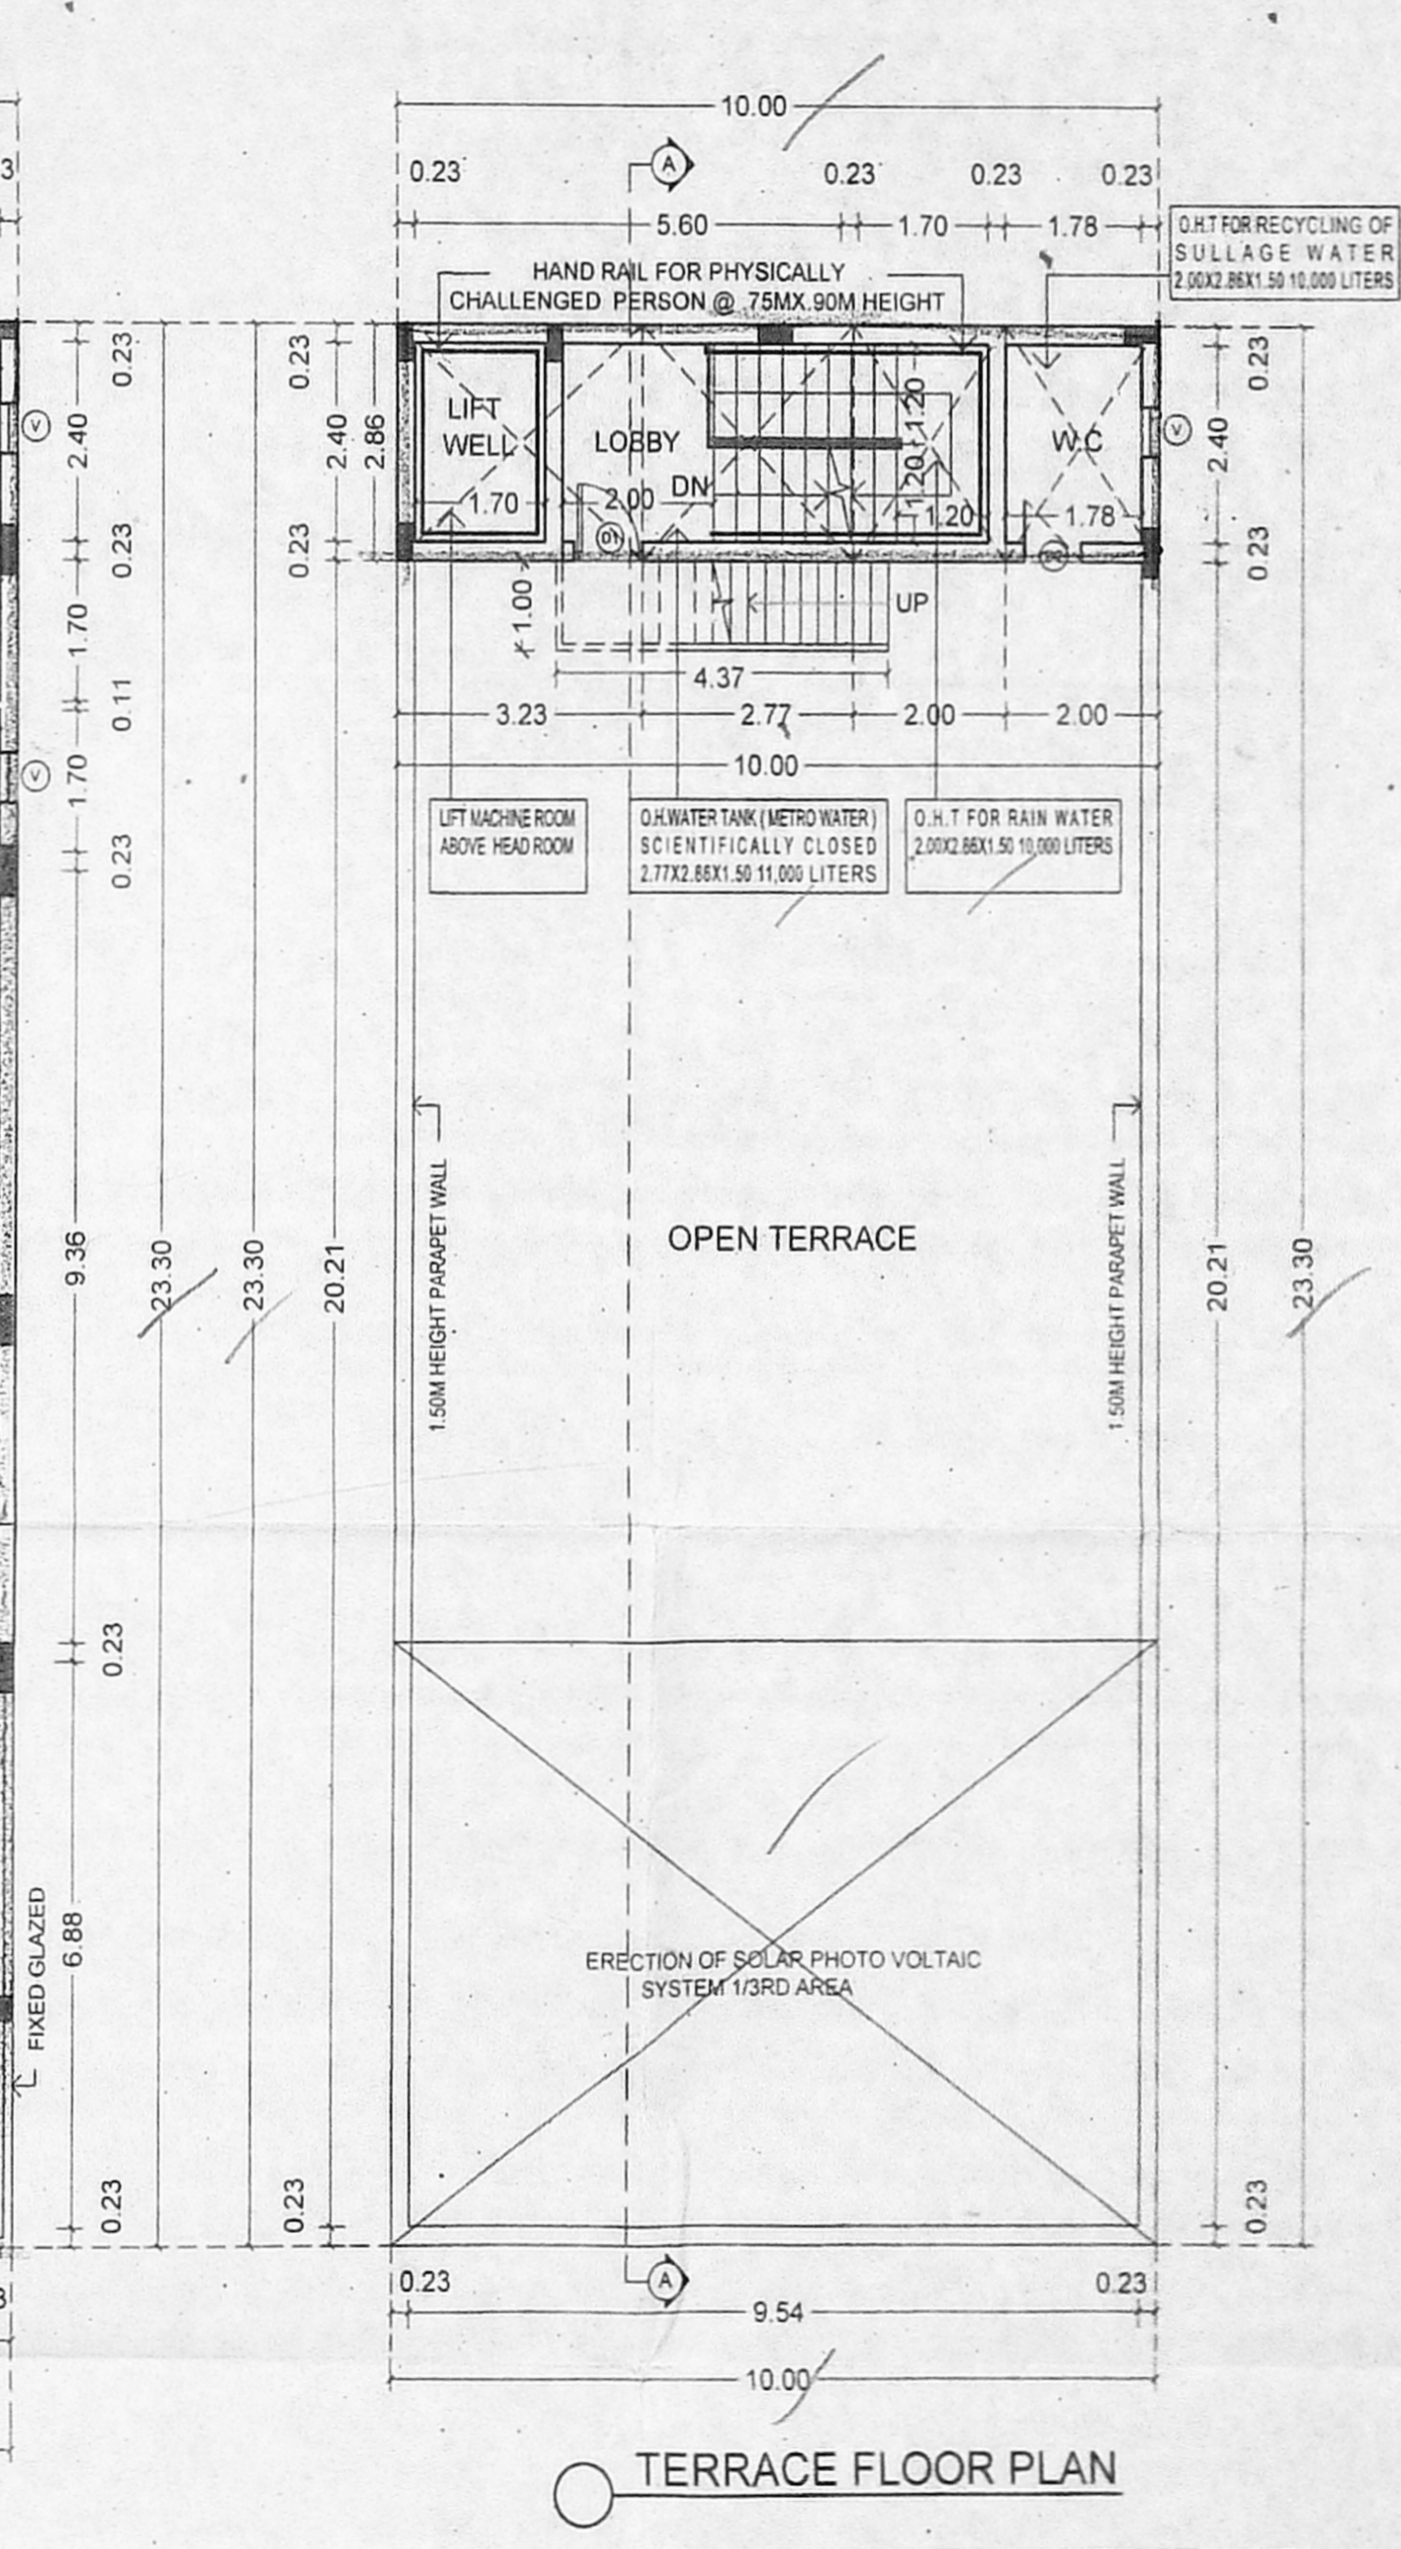 10.00
A
0.23
0.23
0.23
0.23
3
5.60
1.70
1.78
O.H.T FOR RECYCLING OF
SULLAGE WATER
2.00X2.86X1.50 10,000 LITERS
HAND RAIL FOR PHYSICALLY
CHALLENGED PERSON @ .75MX.90M HEIGHT
0.23
0.23
0.23
2.40
2.40
2.86
LIFT
WELL
LOBBY
DN
1.20
1.20
1.20
W.C
V
2.40
V
1.70
2.00
1.78
D1
0.23
0.23
0.23
1.00
UP
1.70
4.37
0.11
3.23
2.77
2.00
2.00
V
1.70
10.00
0.23
LIFT MACHINE ROOM
ABOVE HEAD ROOM
O.H.WATER TANK ( METRO WATER )
SCIENTIFICALLY CLOSED
2.77X2.86X1.50 11,000 LITERS
O.H.T FOR RAIN WATER
2.00X2.86X1.50 10,000 LITERS
9.36
23.30
23.30
20.21
1.50M HEIGHT PARAPET WALL
OPEN TERRACE
1.50M HEIGHT PARAPET WALL
20.21
23.30
0.23
FIXED GLAZED
6.88
ERECTION OF SOLAR PHOTO VOLTAIC
SYSTEM 1/3RD AREA
0.23
0.23
0.23
0.23
A
0.23
9.54
10.00
TERRACE FLOOR PLAN